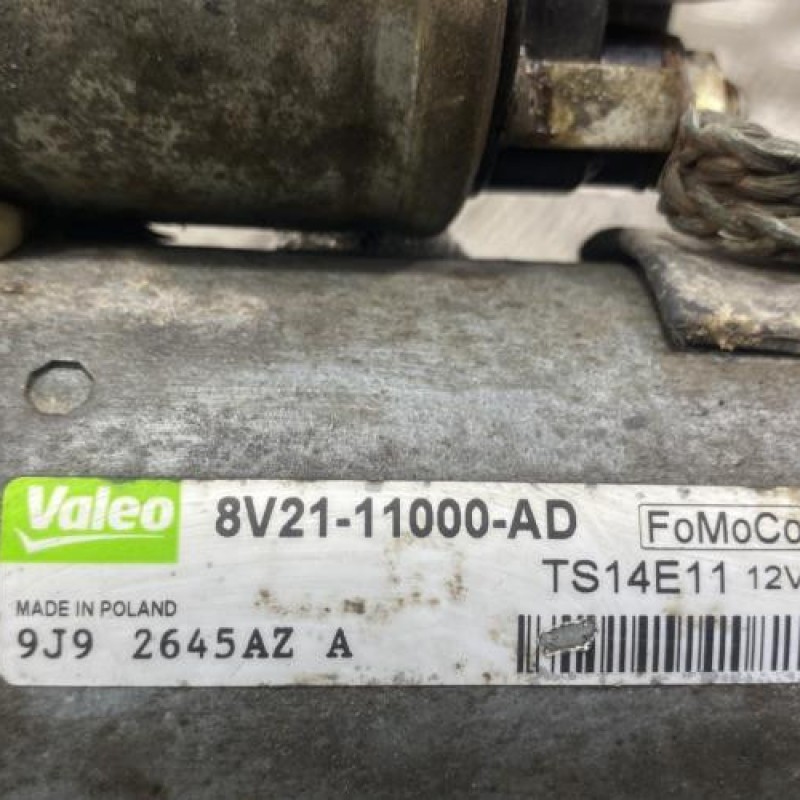 Valeo 8V21-11000-AD FoMoCo
TS14E11 12V
MADE IN POLAND
9J9 2645AZ A